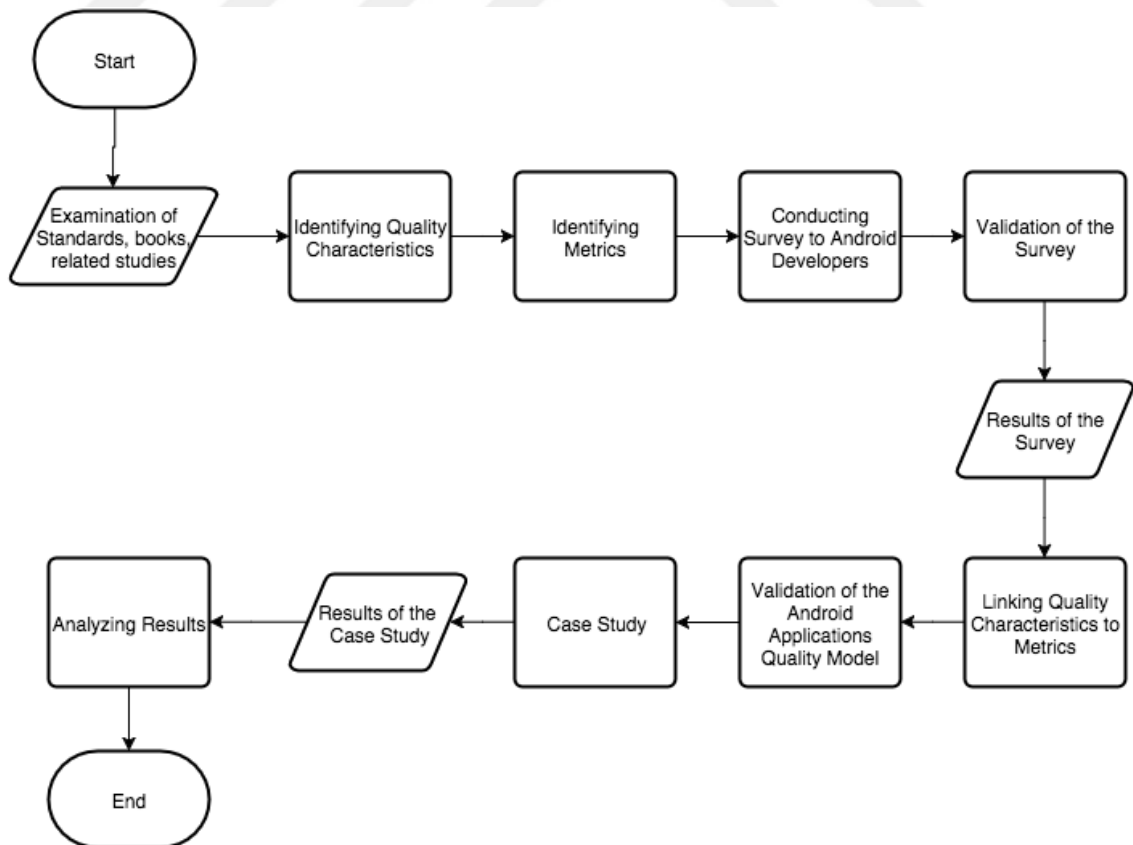 Start
Examination of
Standards, books,
related studies
Identifying Quality
Characteristics
Identifying
Metrics
Conducting
Survey to Android
Developers
Validation of the
Survey
Results of the
Survey
Linking Quality
Characteristics to
Metrics
Validation of the
Android
Applications
Quality Model
Case Study
Results of the
Case Study
Analyzing Results
End